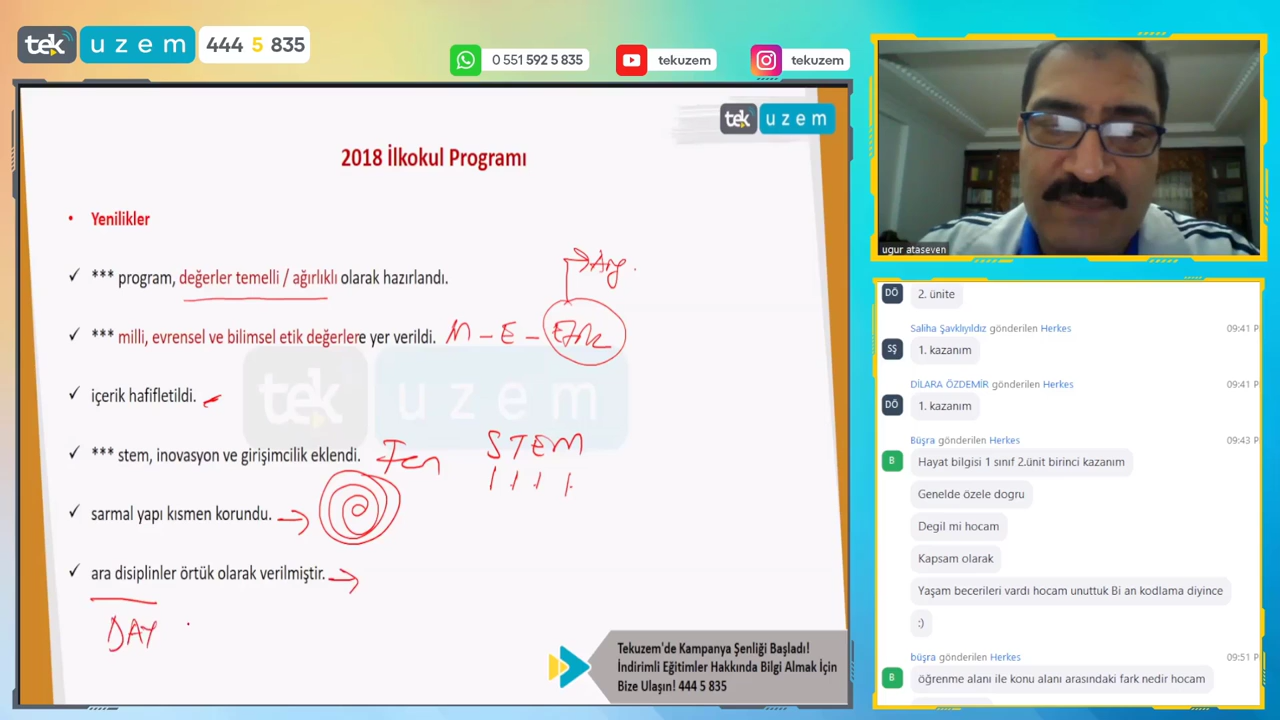 tek uzem 444 5 835
0 551 592 5 835
tekuzem
tekuzem
tek uzem
2018 İlkokul Programı
• Yenilikler
✓ *** program, değerler temelli / ağırlıklı olarak hazırlandı.
Arg.
✓ *** milli, evrensel ve bilimsel etik değerlere yer verildi. M - E - Etik
✓ içerik hafifletildi.
tek uzem
✓ *** stem, inovasyon ve girişimcilik eklendi. Fen STEM
✓ sarmal yapı kısmen korundu.
✓ ara disiplinler örtük olarak verilmiştir.
DAY
Tekuzem'de Kampanya Şenliği Başladı!
İndirimli Eğitimler Hakkında Bilgi Almak İçin
Bize Ulaşın! 444 5 835
ugur ataseven
DÖ 2. ünite
Saliha Şavklıyıldız gönderilen Herkes 09:41 P
SŞ 1. kazanım
DİLARA ÖZDEMİR gönderilen Herkes 09:41 P
DÖ 1. kazanım
Büşra gönderilen Herkes 09:43 P
B Hayat bilgisi 1 sınıf 2.ünit birinci kazanım
Genelde özele dogru
Degil mi hocam
Kapsam olarak
Yaşam becerileri vardı hocam unuttuk Bi an kodlama diyince
:)
büşra gönderilen Herkes 09:51 P
B öğrenme alanı ile konu alanı arasındaki fark nedir hocam